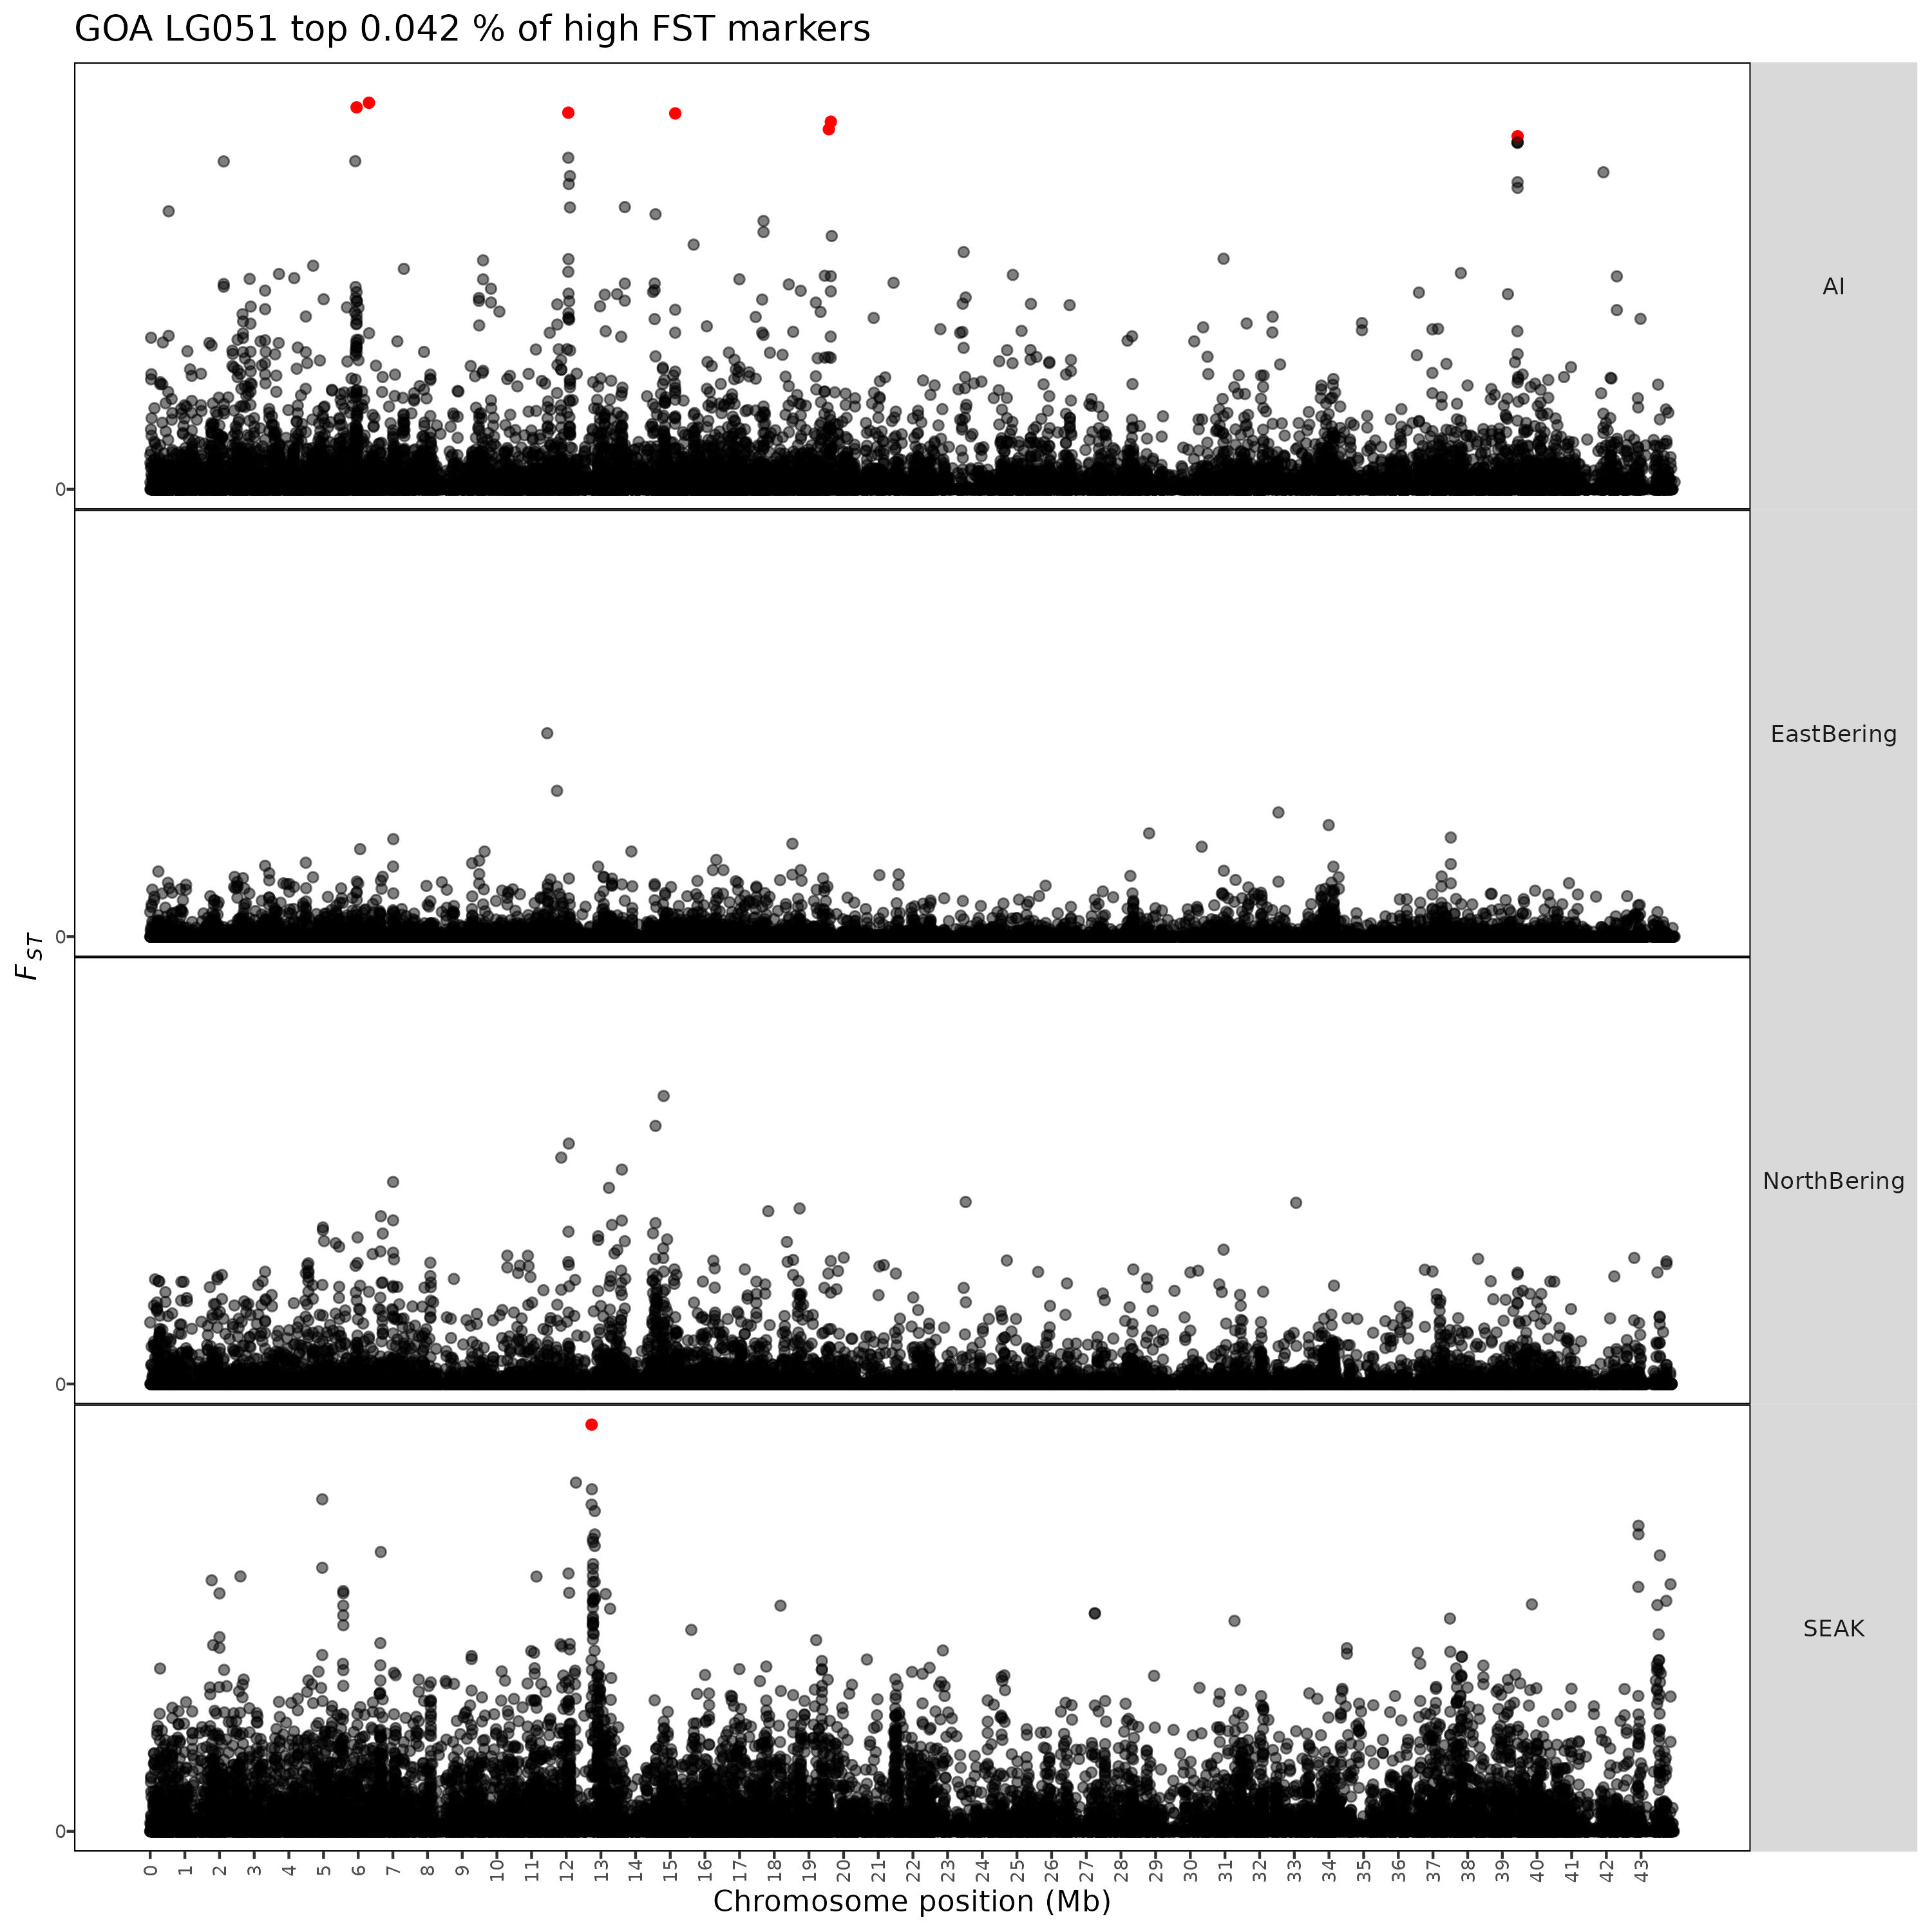 GOA LG051 top 0.042 % of high FST markers
AI
0
EastBering
0
F ST
NorthBering
0
SEAK
0
0 1 2 3 4 5 6 7 8 9 10 11 12 13 14 15 16 17 18 19 20 21 22 23 24 25 26 27 28 29 30 31 32 33 34 35 36 37 38 39 40 41 42 43
Chromosome position (Mb)